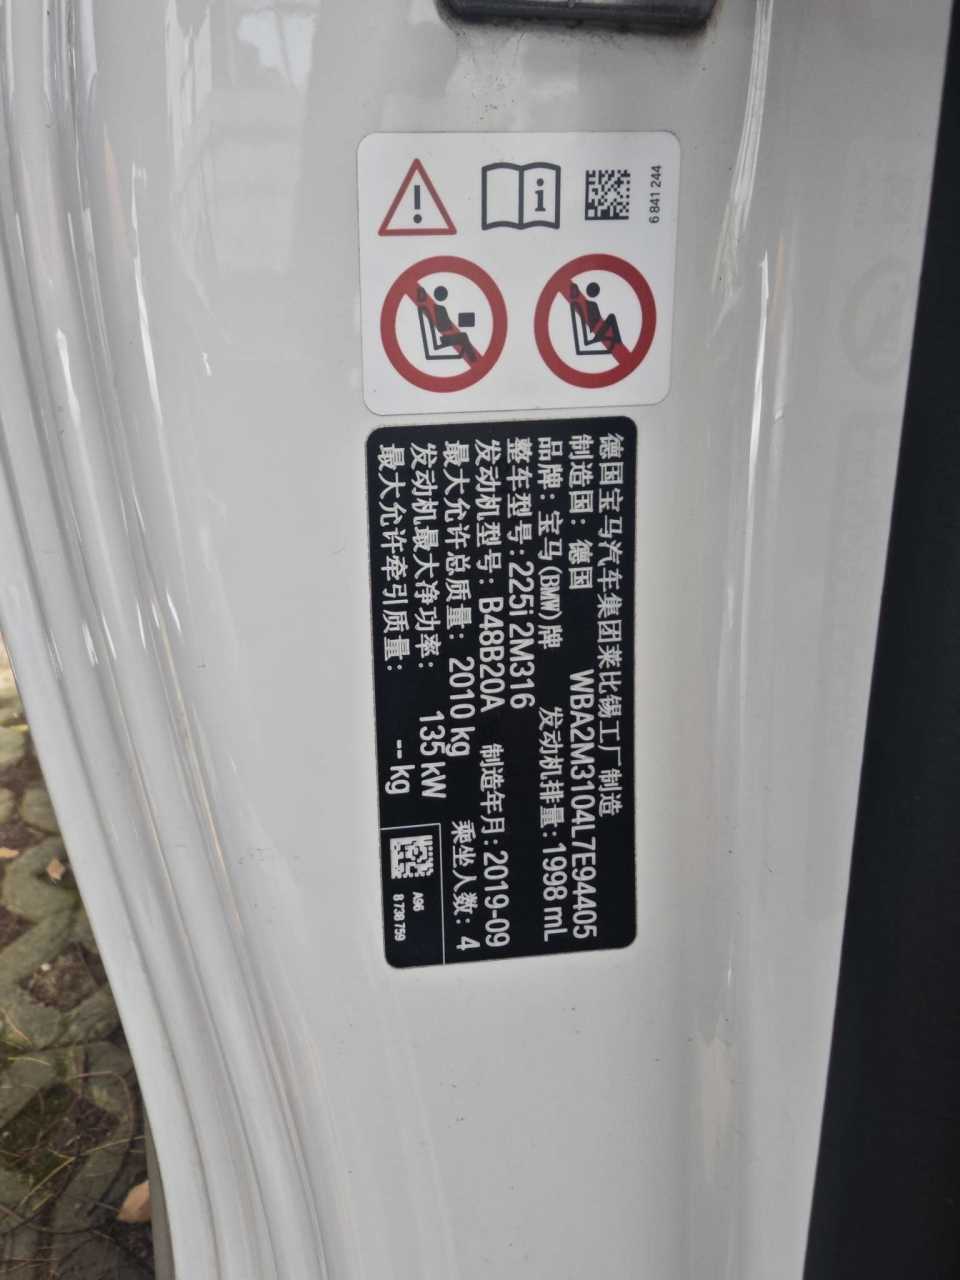 6 841 244
德国宝马汽车集团莱比锡工厂制造
制造国：德国 WBA2M3104L7E94405
品牌：宝马(BMW)牌 发动机排量：1998 mL
整车型号：225i 2M316
发动机型号：B48B20A 制造年月：2019-09
最大允许总质量：2010 kg 乘坐人数：4
发动机最大净功率：135 kW
最大允许牵引质量：-- kg
A96
8 738 759